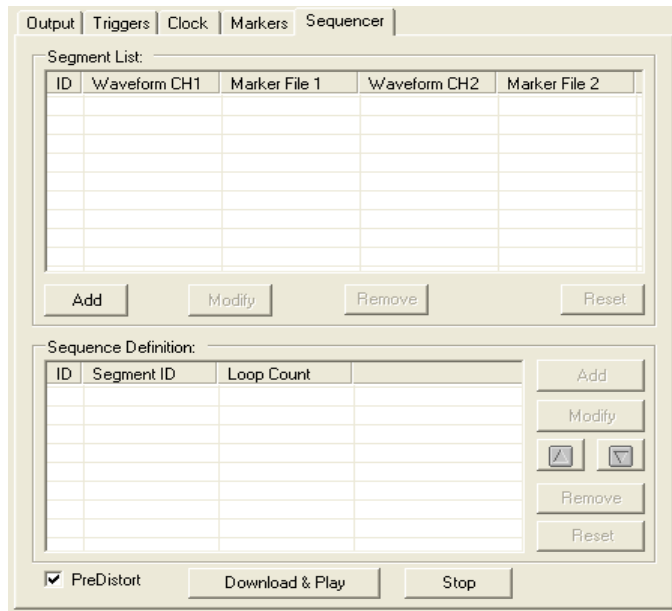 Output Triggers Clock Markers Sequencer
Segment List:
ID Waveform CH1 Marker File 1 Waveform CH2 Marker File 2
Add Modify Remove Reset
Sequence Definition:
ID Segment ID Loop Count
Add
Modify
Remove
Reset
PreDistort Download & Play Stop